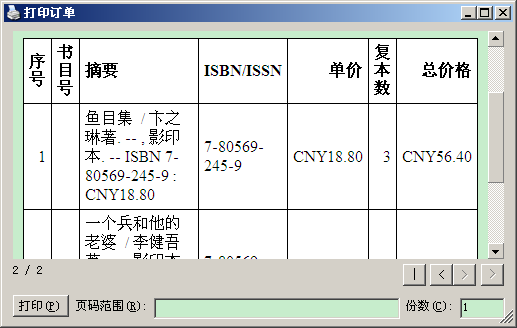 打印订单
序号 书目号 摘要 ISBN/ISSN 单价 复本数 总价格
1 鱼目集 / 卞之琳著. -- , 影印本. -- ISBN 7-80569-245-9 : CNY18.80 7-80569-245-9 CNY18.80 3 CNY56.40
一个兵和他的
老婆 / 李健吾
2 / 2
打印(P) 页码范围(R): 份数(C): 1